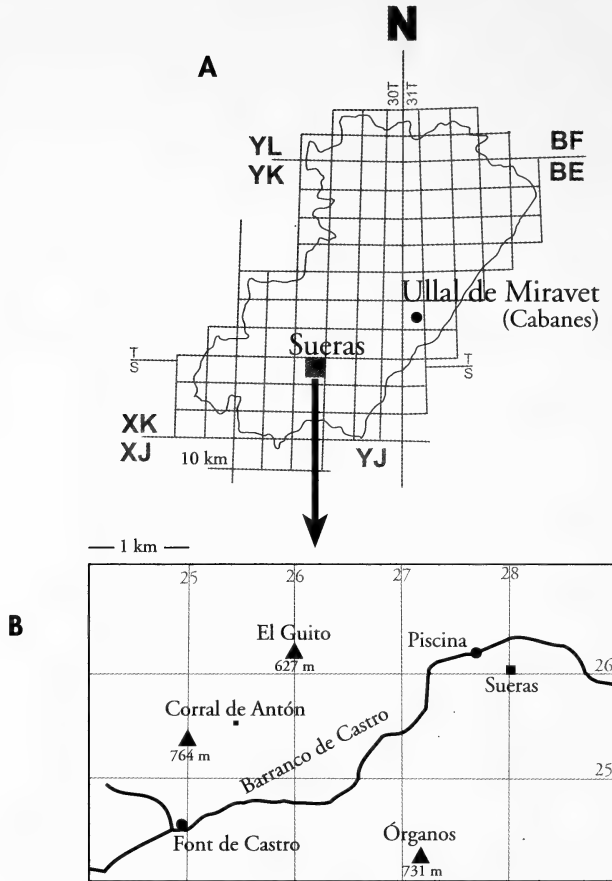 N
A
30T
31T
YL
BF
YK
BE
Ullal de Miravet
(Cabanes)
Sueras
T
S
T
S
XK
XJ
10 km
YJ
1 km
B
25
26
27
28
El Guito
627 m
Piscina
26
Sueras
Corral de Antón
764 m
Barranco de Castro
25
Font de Castro
Órganos
731 m